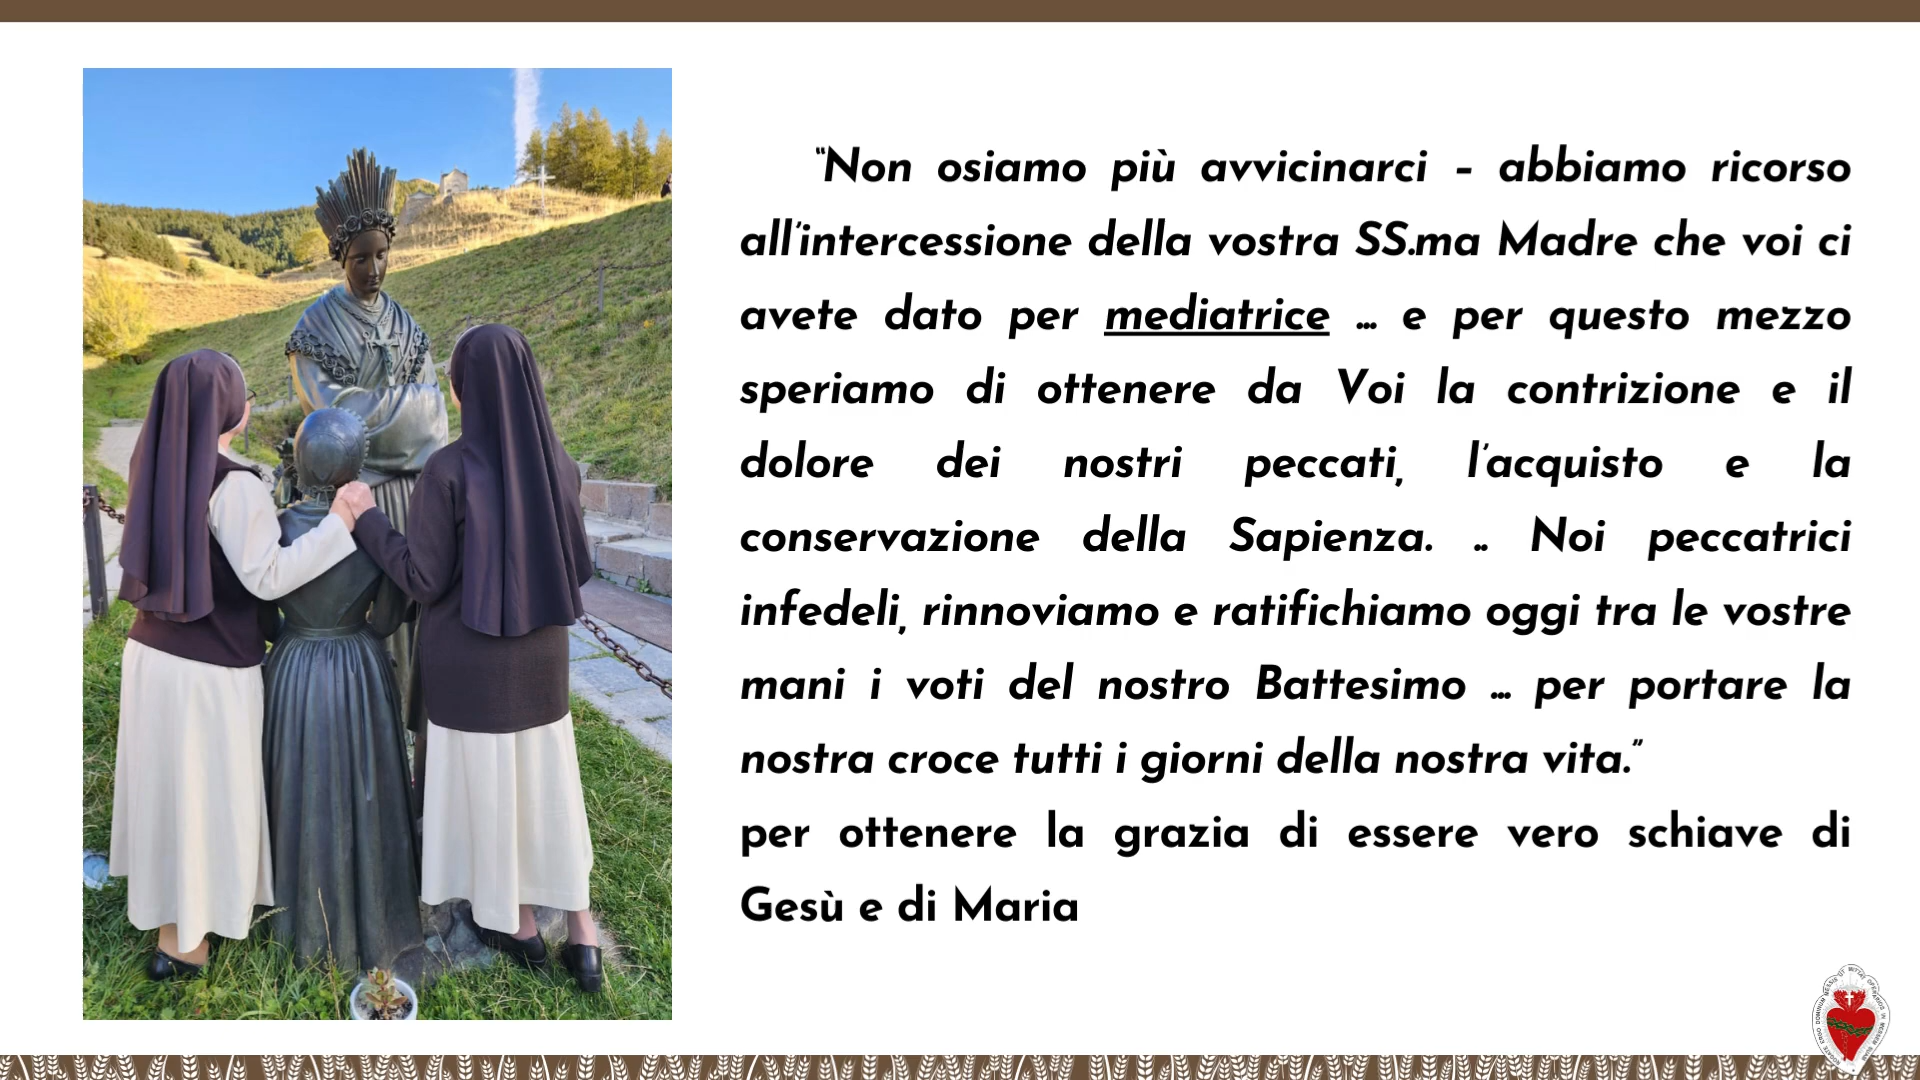 “Non osiamo più avvicinarci – abbiamo ricorso
all’intercessione della vostra SS.ma Madre che voi ci
avete dato per mediatrice ... e per questo mezzo
speriamo di ottenere da Voi la contrizione e il
dolore dei nostri peccati, l’acquisto e la
conservazione della Sapienza. .. Noi peccatrici
infedeli, rinnoviamo e ratifichiamo oggi tra le vostre
mani i voti del nostro Battesimo ... per portare la
nostra croce tutti i giorni della nostra vita.”
per ottenere la grazia di essere vero schiave di
Gesù e di Maria